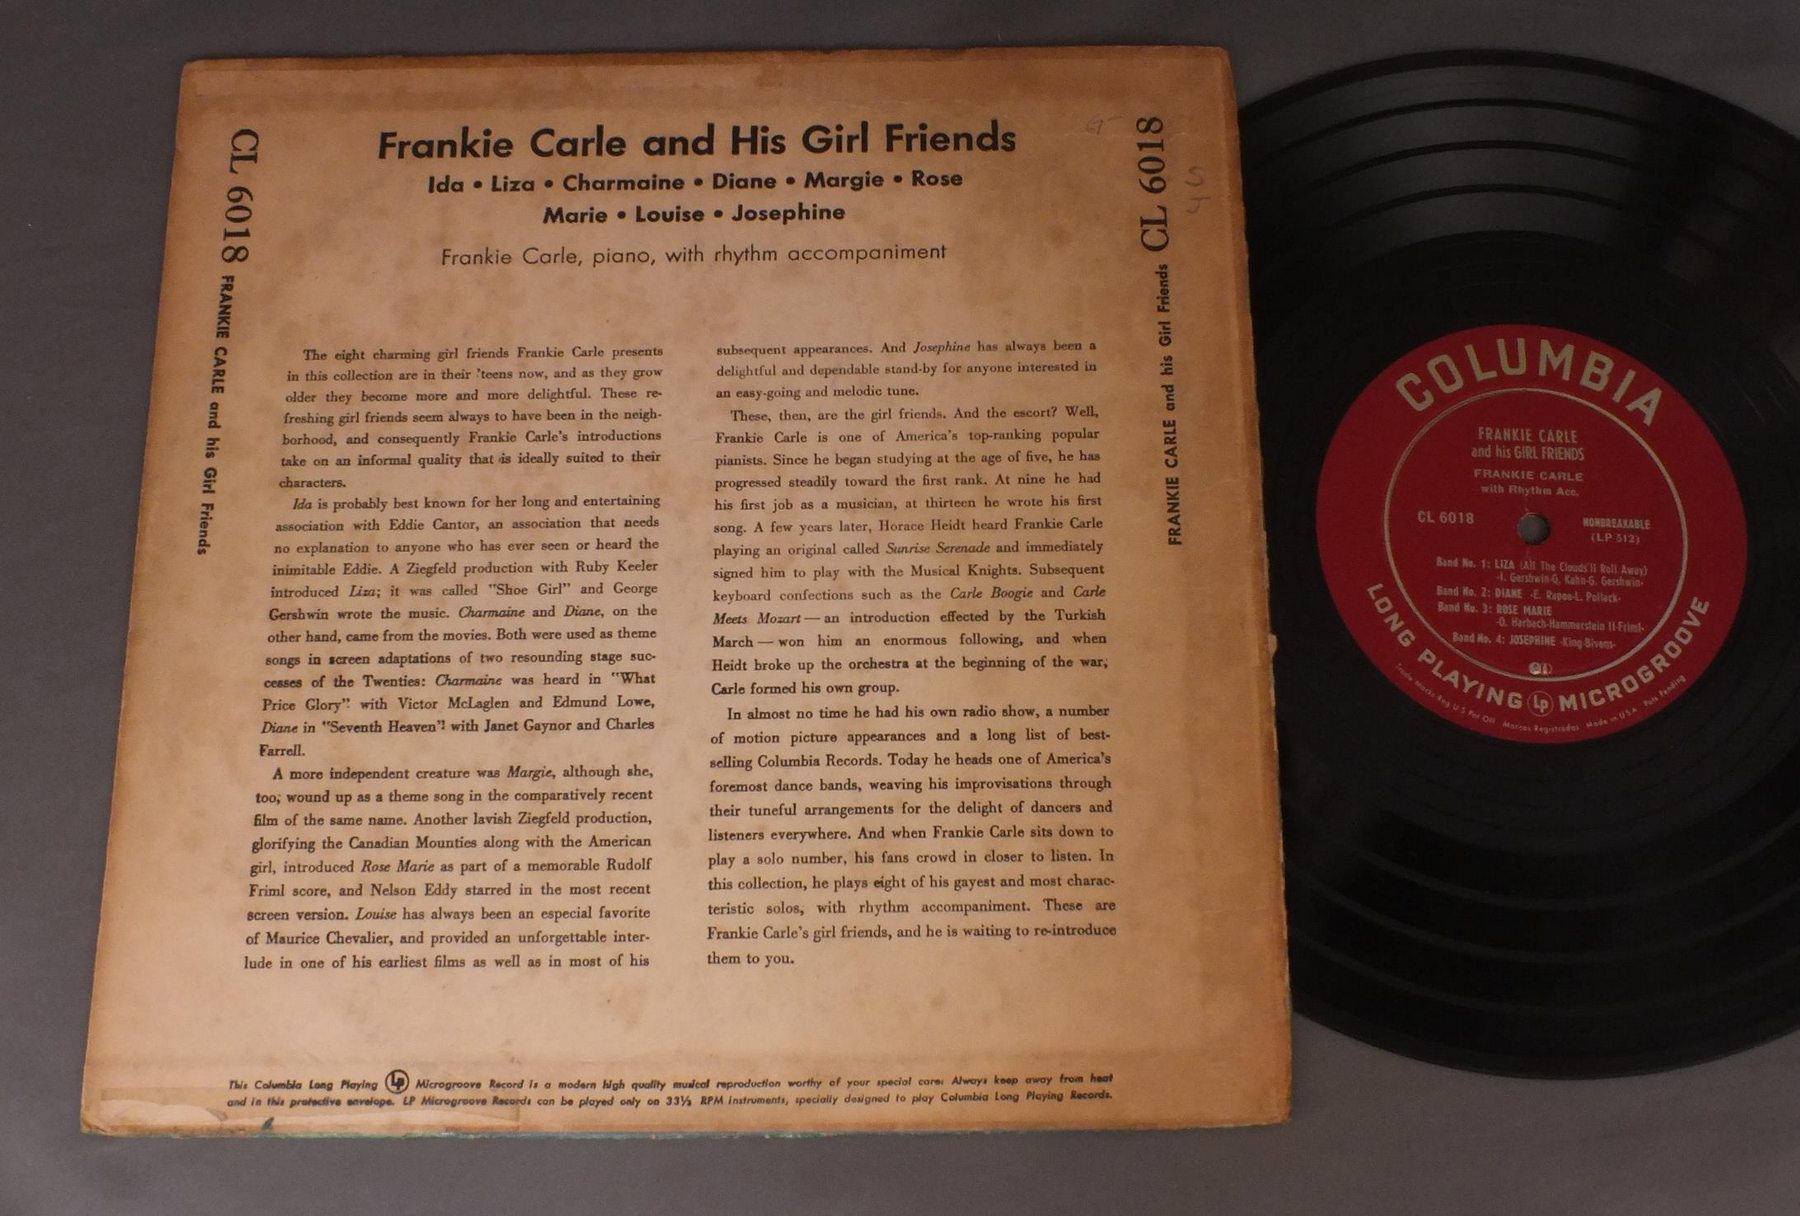 CL 6018 FRANKIE CARLE and his Girl Friends
Frankie Carle and His Girl Friends
Ida • Liza • Charmaine • Diane • Margie • Rose
Marie • Louise • Josephine
Frankie Carle, piano, with rhythm accompaniment
The eight charming girl friends Frankie Carle presents
in this collection are in their 'teens now, and as they grow
older they become more and more delightful. These re-
freshing girl friends seem always to have been in the neigh-
borhood, and consequently Frankie Carle's introductions
take on an informal quality that is ideally suited to their
characters.
Ida is probably best known for her long and entertaining
association with Eddie Cantor, an association that needs
no explanation to anyone who has ever seen or heard the
inimitable Eddie. A Ziegfeld production with Ruby Keeler
introduced Liza; it was called "Shoe Girl" and George
Gershwin wrote the music. Charmaine and Diane, on the
other hand, came from the movies. Both were used as theme
songs in screen adaptations of two resounding stage suc-
cesses of the Twenties: Charmaine was heard in "What
Price Glory" with Victor McLaglen and Edmund Lowe,
Diane in "Seventh Heaven" with Janet Gaynor and Charles
Farrell.
A more independent creature was Margie, although she,
too, wound up as a theme song in the comparatively recent
film of the same name. Another lavish Ziegfeld production,
glorifying the Canadian Mounties along with the American
girl, introduced Rose Marie as part of a memorable Rudolf
Friml score, and Nelson Eddy starred in the most recent
screen version. Louise has always been an especial favorite
of Maurice Chevalier, and provided an unforgettable inter-
lude in one of his earliest films as well as in most of his
subsequent appearances. And Josephine has always been a
delightful and dependable stand-by for anyone interested in
an easy-going and melodic tune.
These, then, are the girl friends. And the escort? Well,
Frankie Carle is one of America's top-ranking popular
pianists. Since he began studying at the age of five, he has
progressed steadily toward the first rank. At nine he had
his first job as a musician, at thirteen he wrote his first
song. A few years later, Horace Heidt heard Frankie Carle
playing an original called Sunrise Serenade and immediately
signed him to play with the Musical Knights. Subsequent
keyboard confections such as the Carle Boogie and Carle
Meets Mozart — an introduction effected by the Turkish
March — won him an enormous following, and when
Heidt broke up the orchestra at the beginning of the war,
Carle formed his own group.
In almost no time he had his own radio show, a number
of motion picture appearances and a long list of best-
selling Columbia Records. Today he heads one of America's
foremost dance bands, weaving his improvisations through
their tuneful arrangements for the delight of dancers and
listeners everywhere. And when Frankie Carle sits down to
play a solo number, his fans crowd in closer to listen. In
this collection, he plays eight of his gayest and most charac-
teristic solos, with rhythm accompaniment. These are
Frankie Carle's girl friends, and he is waiting to re-introduce
them to you.
This Columbia Long Playing LP Microgroove Record is a modern high quality musical reproduction worthy of your special care: Always keep away from heat
and in this protective envelope. LP Microgroove Records can be played only on 33⅓ RPM instruments, specially designed to play Columbia Long Playing Records.
FRANKIE CARLE and his Girl Friends CL 6018
COLUMBIA
FRANKIE CARLE
and his GIRL FRIENDS
FRANKIE CARLE
with Rhythm Acc.
CL 6018
NONBREAKABLE
(LP 512)
Band No. 1: LIZA (All The Clouds'll Roll Away)
-I. Gershwin-G. Kahn-G. Gershwin-
Band No. 2: DIANE -E. Rapee-L. Pollack-
Band No. 3: ROSE MARIE
-O. Harbach-Hammerstein II-Friml-
Band No. 4: JOSEPHINE -King-Bivens-
LONG PLAYING LP MICROGROOVE
Trade Marks Reg U S Pat Off Marcas Registradas Made in U.S.A. Pats Pending